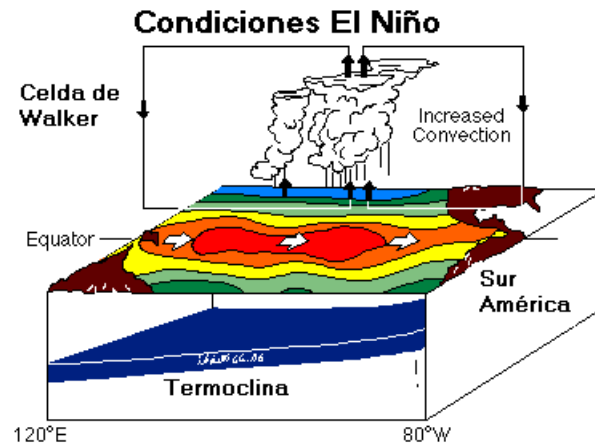 Condiciones El Niño
Celda de
Walker
Increased
Convection
Equator
Sur
América
Termoclina
120°E
80°W